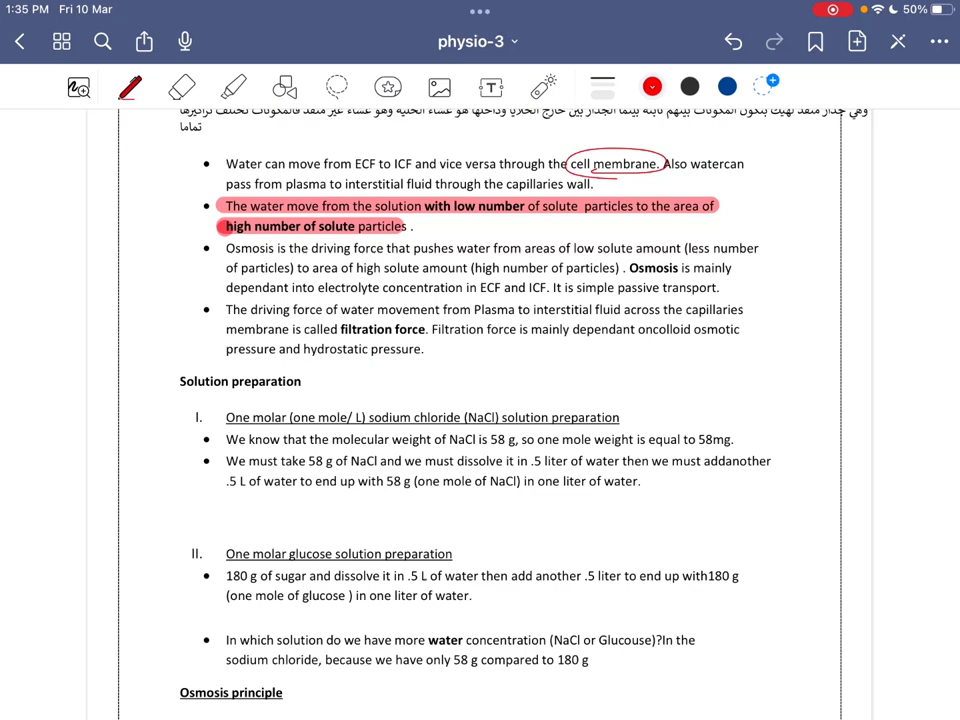 1:35 PM Fri 10 Mar
50%
physio-3
تماما
• Water can move from ECF to ICF and vice versa through the cell membrane. Also watercan
pass from plasma to interstitial fluid through the capillaries wall.
• The water move from the solution with low number of solute particles to the area of
high number of solute particles .
• Osmosis is the driving force that pushes water from areas of low solute amount (less number
of particles) to area of high solute amount (high number of particles) . Osmosis is mainly
dependant into electrolyte concentration in ECF and ICF. It is simple passive transport.
• The driving force of water movement from Plasma to interstitial fluid across the capillaries
membrane is called filtration force. Filtration force is mainly dependant oncolloid osmotic
pressure and hydrostatic pressure.
Solution preparation
I. One molar (one mole/ L) sodium chloride (NaCl) solution preparation
• We know that the molecular weight of NaCl is 58 g, so one mole weight is equal to 58mg.
• We must take 58 g of NaCl and we must dissolve it in .5 liter of water then we must addanother
.5 L of water to end up with 58 g (one mole of NaCl) in one liter of water.
II. One molar glucose solution preparation
• 180 g of sugar and dissolve it in .5 L of water then add another .5 liter to end up with180 g
(one mole of glucose ) in one liter of water.
• In which solution do we have more water concentration (NaCl or Glucouse)?In the
sodium chloride, because we have only 58 g compared to 180 g
Osmosis principle